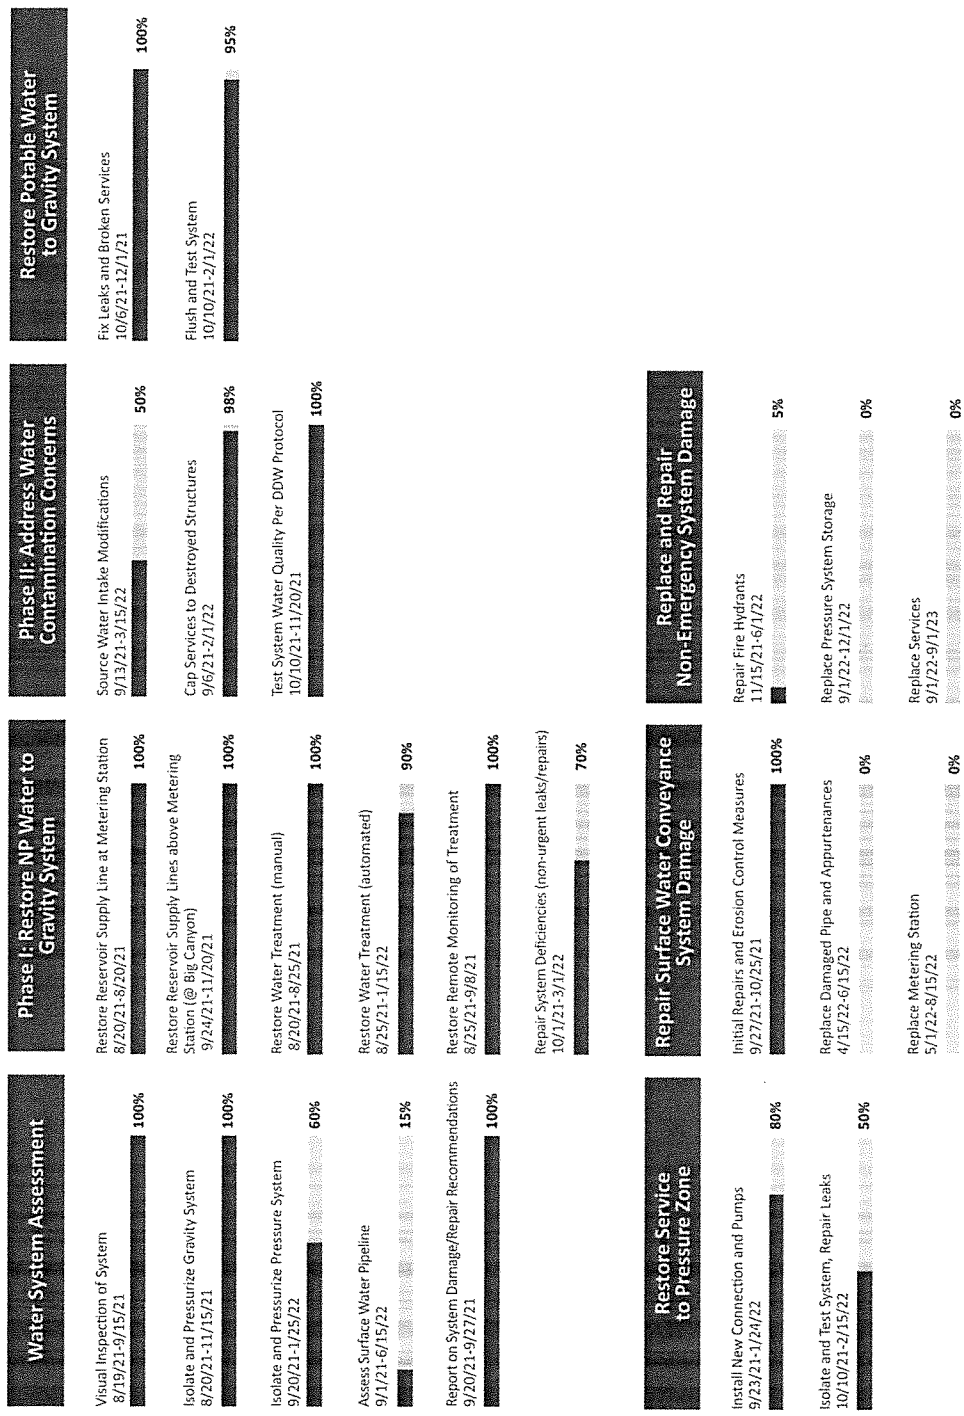 Water System Assessment
Visual Inspection of System
8/19/21-9/15/21
100%
Isolate and Pressurize Gravity System
8/20/21-11/15/21
100%
Isolate and Pressurize Pressure System
9/20/21-1/25/22
60%
Assess Surface Water Pipeline
9/1/21-6/15/22
15%
Report on System Damage/Repair Recommendations
9/20/21-9/27/21
100%
Phase I: Restore NP Water to
Gravity System
Restore Reservoir Supply Line at Metering Station
8/20/21-8/20/21
100%
Restore Reservoir Supply Lines above Metering
Station (@ Big Canyon)
9/24/21-11/20/21
100%
Restore Water Treatment (manual)
8/20/21-8/25/21
100%
Restore Water Treatment (automated)
8/25/21-1/15/22
90%
Restore Remote Monitoring of Treatment
8/25/21-9/8/21
100%
Repair System Deficiencies (non-urgent leaks/repairs)
10/1/21-3/1/22
70%
Phase II: Address Water
Contamination Concerns
Source Water Intake Modifications
9/13/21-3/15/22
50%
Cap Services to Destroyed Structures
9/6/21-2/1/22
98%
Test System Water Quality Per DDW Protocol
10/10/21-11/20/21
100%
Restore Potable Water
to Gravity System
Fix Leaks and Broken Services
10/6/21-12/1/21
100%
Flush and Test System
10/10/21-2/1/22
95%
Restore Service
to Pressure Zone
Install New Connection and Pumps
9/23/21-1/24/22
80%
Isolate and Test System, Repair Leaks
10/10/21-2/15/22
50%
Repair Surface Water Conveyance
System Damage
Initial Repairs and Erosion Control Measures
9/27/21-10/25/21
100%
Replace Damaged Pipe and Appurtenances
4/15/22-6/15/22
0%
Replace Metering Station
5/1/22-8/15/22
0%
Replace and Repair
Non-Emergency System Damage
Repair Fire Hydrants
11/15/21-6/1/22
5%
Replace Pressure System Storage
9/1/22-12/1/22
0%
Replace Services
9/1/22-9/1/23
0%